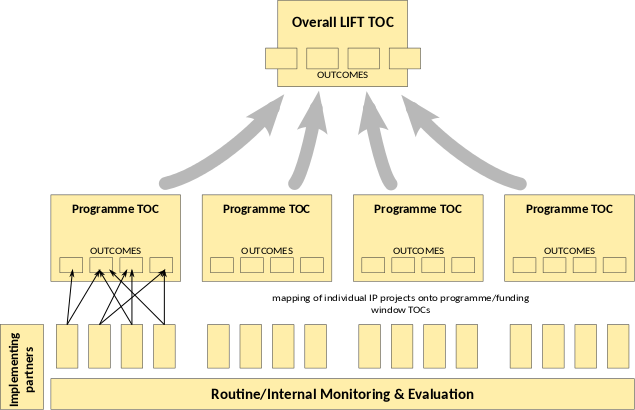 Overall LIFT TOC
OUTCOMES
Programme TOC
OUTCOMES
Programme TOC
OUTCOMES
Programme TOC
OUTCOMES
Programme TOC
OUTCOMES
mapping of individual IP projects onto programme/funding
window TOCs
Implementing
partners
Routine/Internal Monitoring & Evaluation